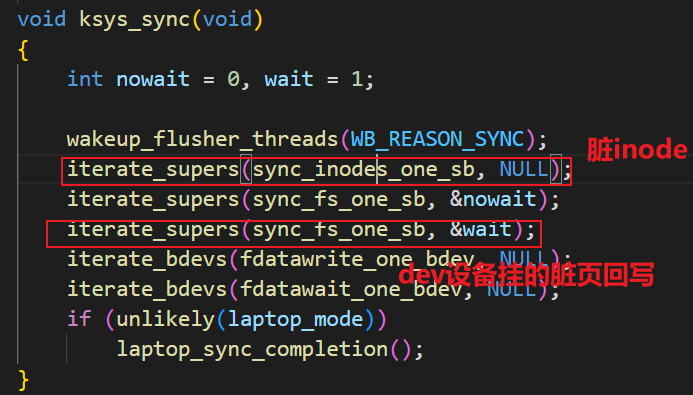 void ksys_sync(void)
{
int nowait = 0, wait = 1;
wakeup_flusher_threads(WB_REASON_SYNC);
脏inode
iterate_supers(sync_inodes_one_sb, NULL);
iterate_supers(sync_fs_one_sb, &nowait);
iterate_supers(sync_fs_one_sb, &wait);
iterate_bdevs(fdatawrite_one_bdev, NULL);
dev设备挂的脏页回写
iterate_bdevs(fdatawait_one_bdev, NULL);
if (unlikely(laptop_mode))
laptop_sync_completion();
}